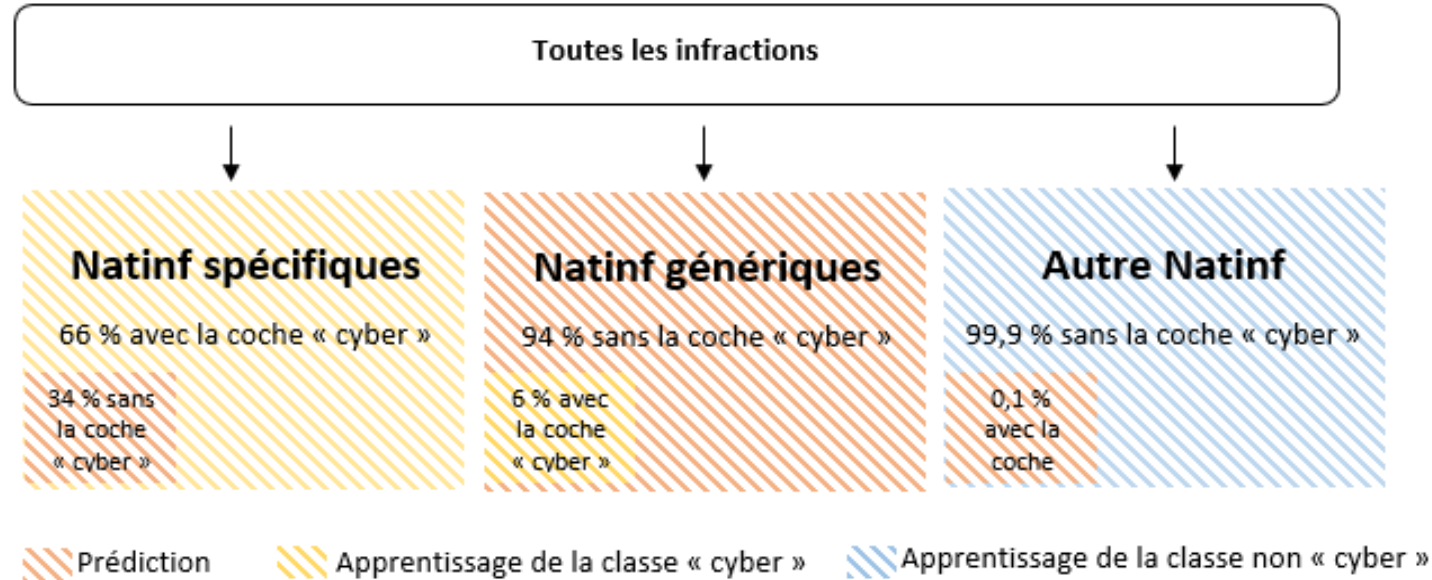 Toutes les infractions
Natinf spécifiques
66 % avec la coche « cyber »
34 % sans
la coche
« cyber »
Natinf génériques
94 % sans la coche « cyber »
6 % avec
la coche
« cyber »
Autre Natinf
99,9 % sans la coche « cyber »
0,1 %
avec la
coche
Prédiction
Apprentissage de la classe « cyber »
Apprentissage de la classe non « cyber »